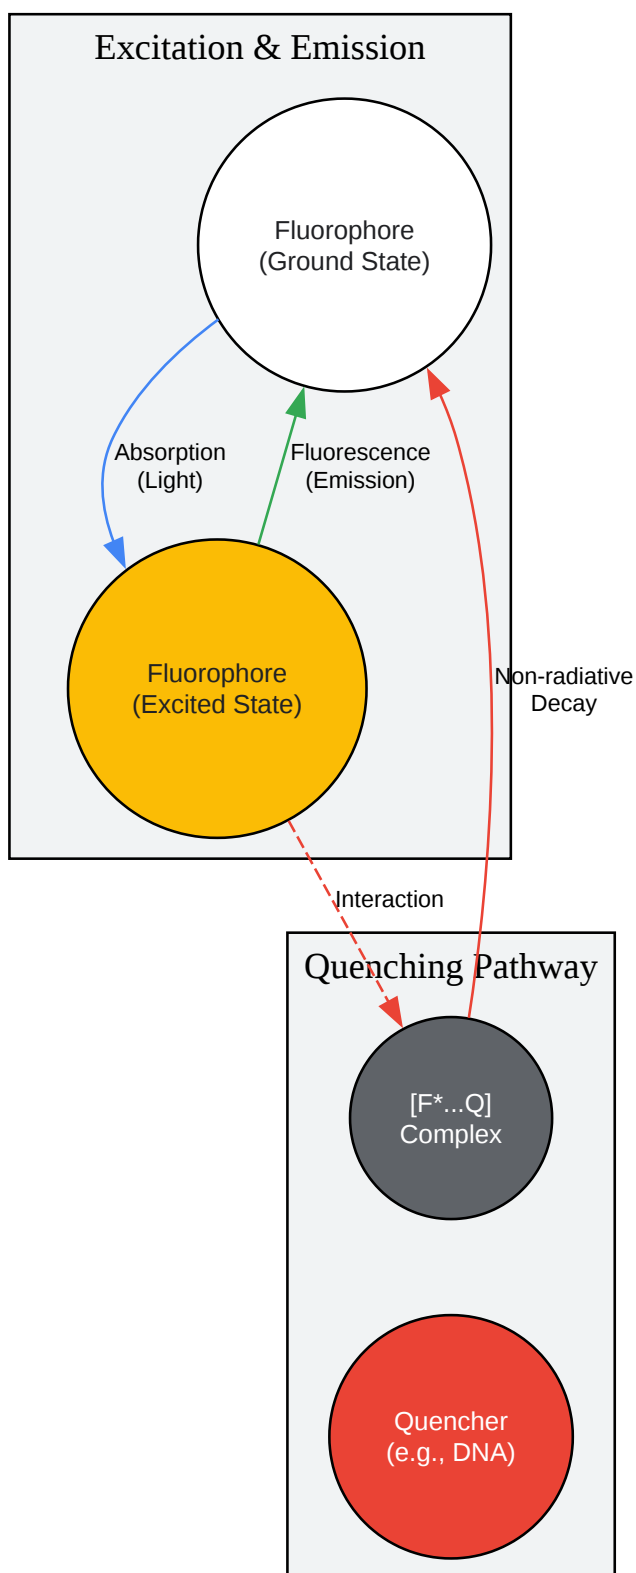 Excitation & Emission
Fluorophore
(Ground State)
Absorption
(Light)
Fluorescence
(Emission)
Fluorophore
(Excited State)
Non-radiative
Decay
Interaction
Quenching Pathway
[F*...Q]
Complex
Quencher
(e.g., DNA)